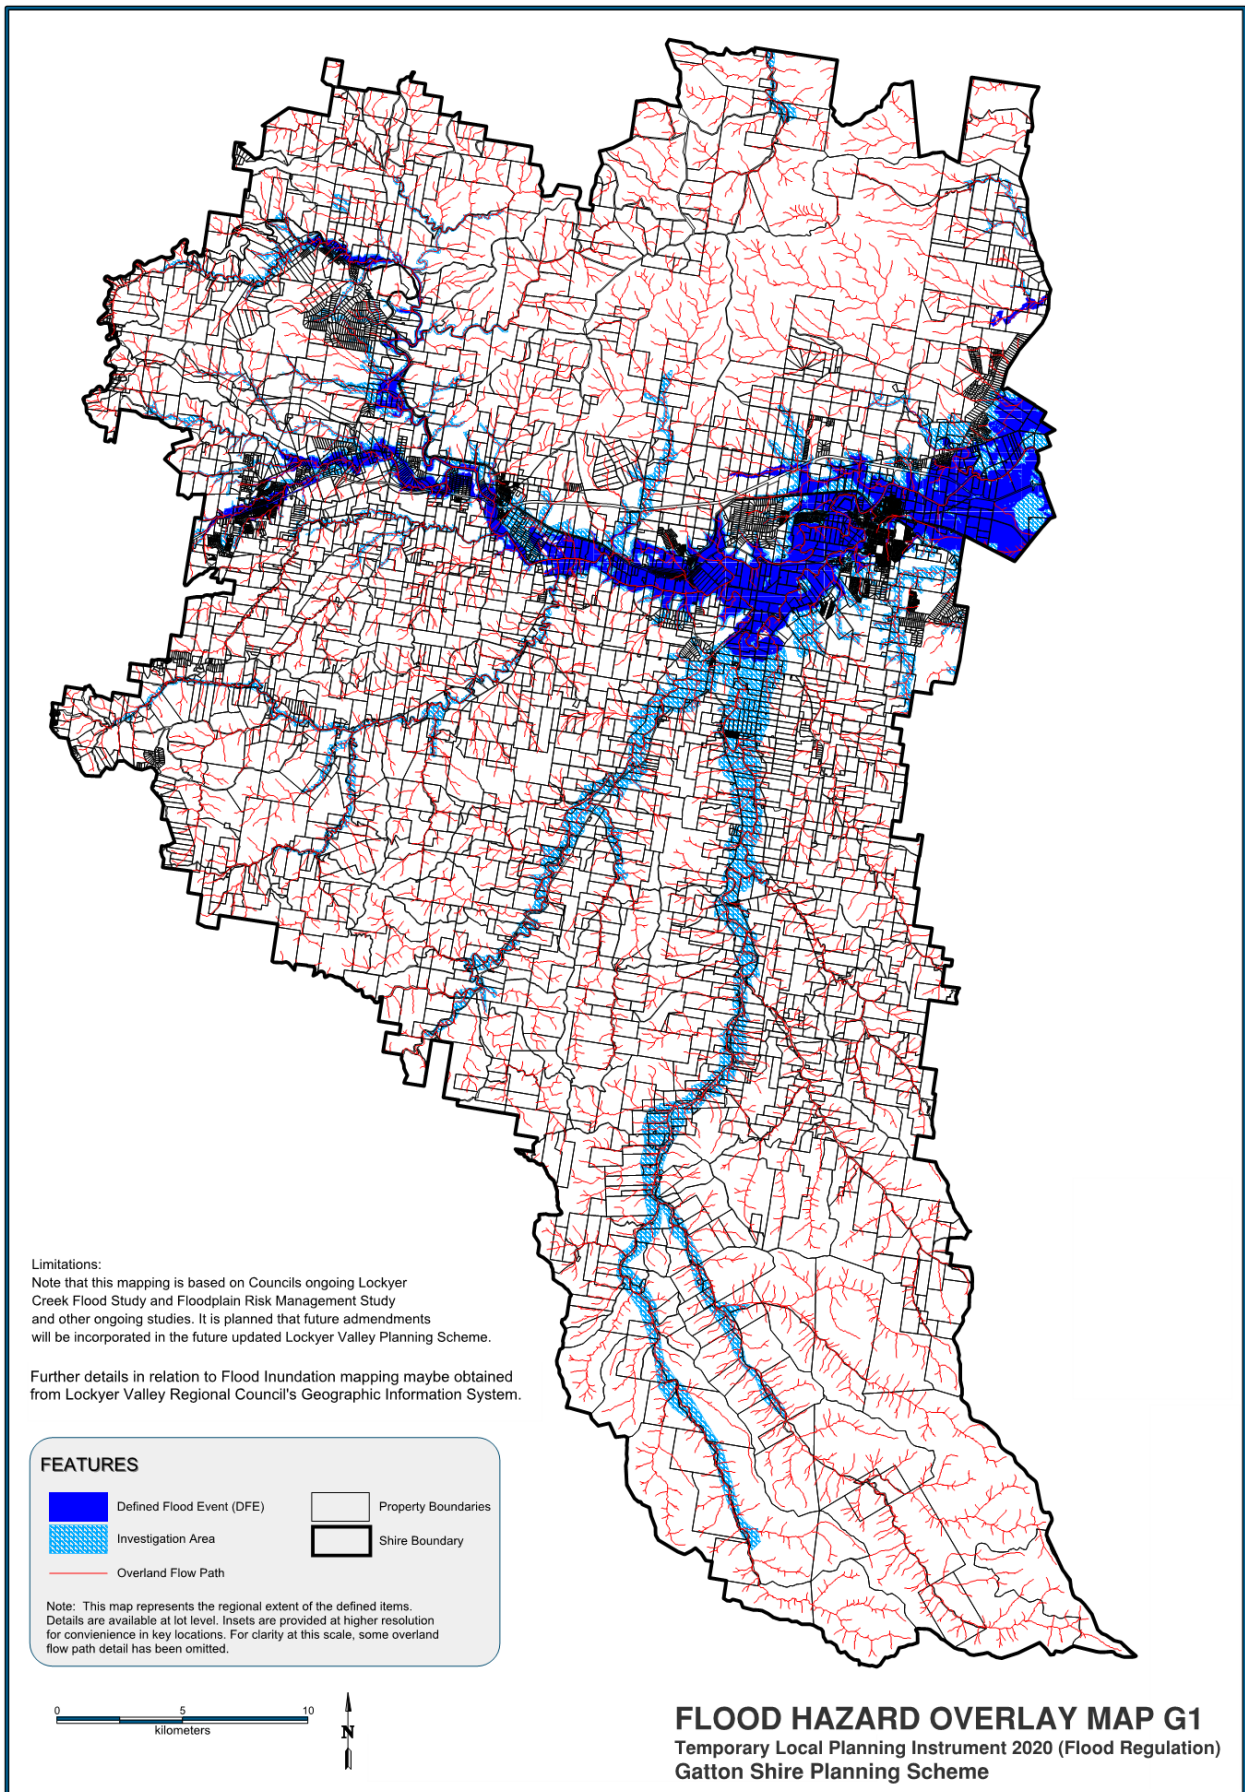 Limitations:
Note that this mapping is based on Councils ongoing Lockyer
Creek Flood Study and Floodplain Risk Management Study
and other ongoing studies. It is planned that future admendments
will be incorporated in the future updated Lockyer Valley Planning Scheme.
Further details in relation to Flood Inundation mapping maybe obtained
from Lockyer Valley Regional Council's Geographic Information System.
FEATURES
Defined Flood Event (DFE)
Property Boundaries
Investigation Area
Shire Boundary
Overland Flow Path
Note: This map represents the regional extent of the defined items.
Details are available at lot level. Insets are provided at higher resolution
for convienience in key locations. For clarity at this scale, some overland
flow path detail has been omitted.
0 5 10
kilometers
N
FLOOD HAZARD OVERLAY MAP G1
Temporary Local Planning Instrument 2020 (Flood Regulation)
Gatton Shire Planning Scheme